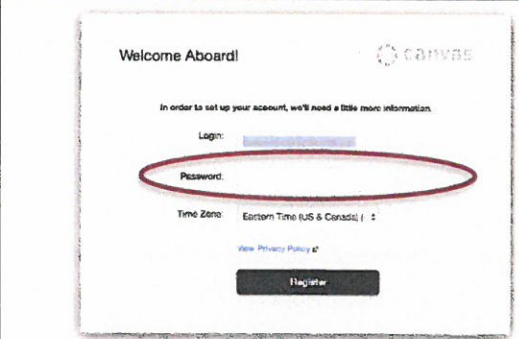 Welcome Aboard!
canvas
In order to set up your account, we'll need a little more information.
Login:
Password:
Time Zone: Eastern Time (US & Canada) (
View Privacy Policy
Register